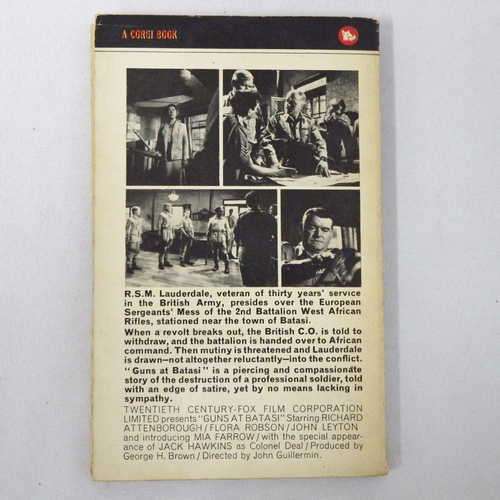 A CORGI BOOK
R.S.M. Lauderdale, veteran of thirty years' service
in the British Army, presides over the European
Sergeants' Mess of the 2nd Battalion West African
Rifles, stationed near the town of Batasi.
When a revolt breaks out, the British C.O. is told to
withdraw, and the battalion is handed over to African
command. Then mutiny is threatened and Lauderdale
is drawn—not altogether reluctantly—into the conflict.
"Guns at Batasi" is a piercing and compassionate
story of the destruction of a professional soldier, told
with an edge of satire, yet by no means lacking in
sympathy.
TWENTIETH CENTURY-FOX FILM CORPORATION
LIMITED presents "GUNS AT BATASI" Starring RICHARD
ATTENBOROUGH/FLORA ROBSON/JOHN LEYTON
and introducing MIA FARROW/with the special appear-
ance of JACK HAWKINS as Colonel Deal/Produced by
George H. Brown/Directed by John Guillermin.